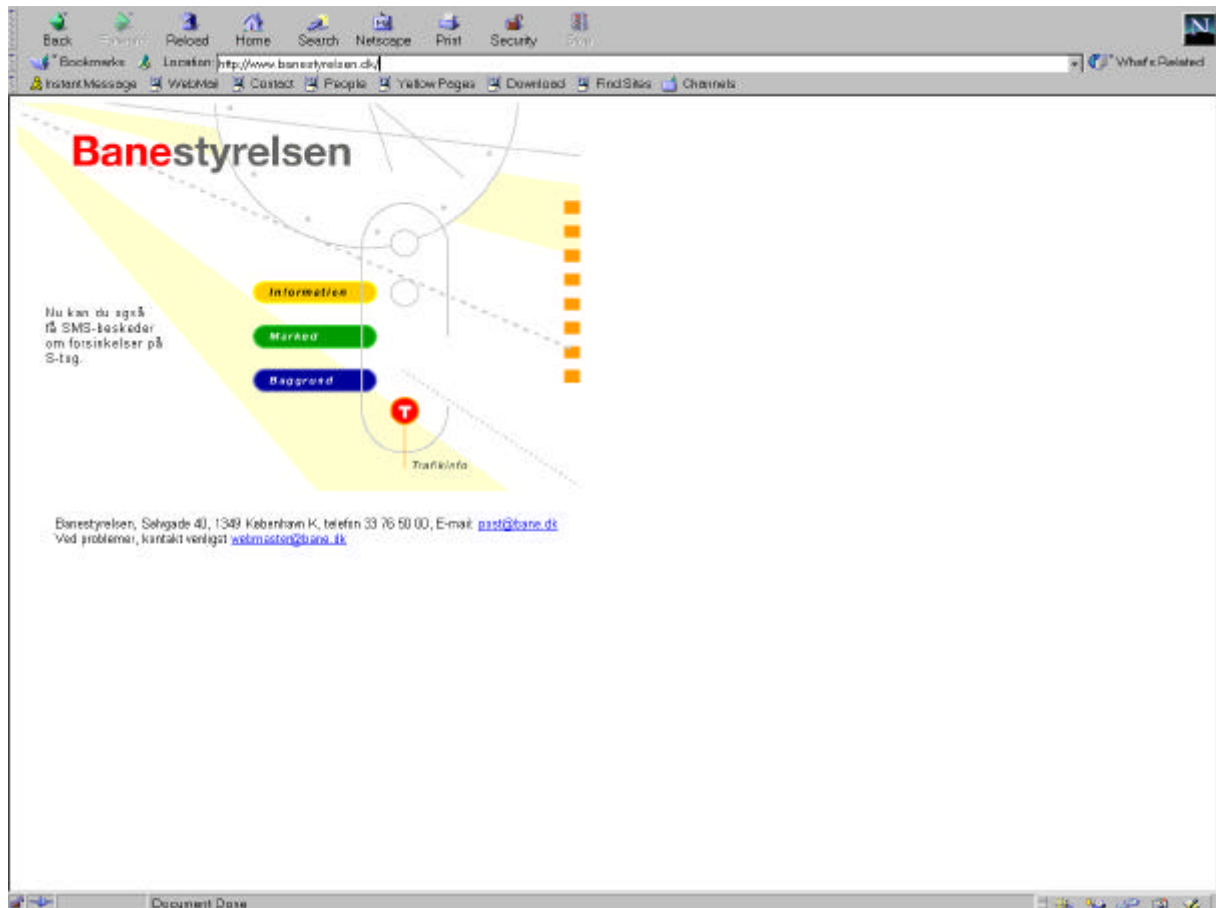 Back Forward Reload Home Search Netscape Print Security Stop
Bookmarks Location: http://www.banestyrelsen.dk/ What's Related
Instant Message WebMail Contact People Yellow Pages Download Find Sites Channels
Banestyrelsen
Information
Nu kan du også
få SMS-beskeder
om forsinkelser på
S-tog.
Marked
Baggrund
T
Trafikinfo
Banestyrelsen, Sølvgade 40, 1349 København K, telefon 33 76 50 00, E-mail: post@bane.dk
Ved problemer, kontakt venligst webmaster@bane.dk
Document Done